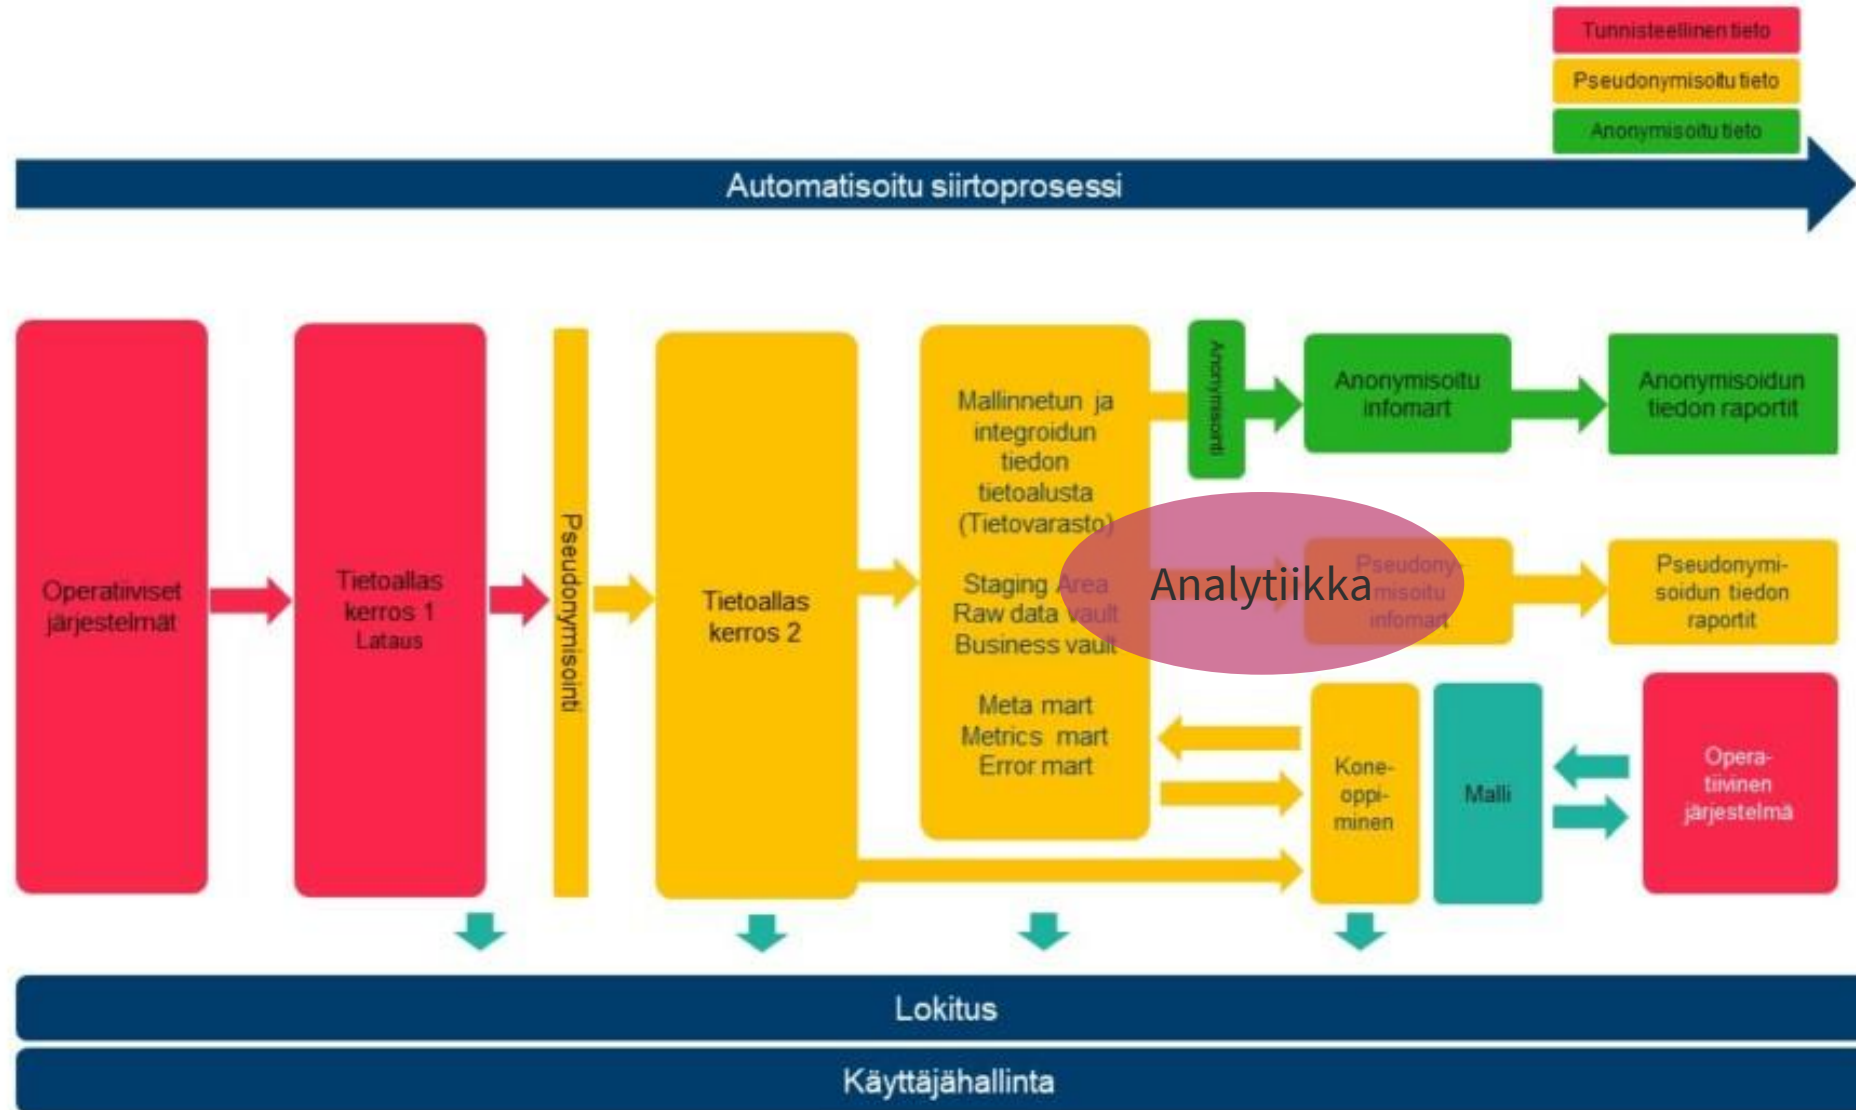 Tunnisteellinen tieto
Pseudonymisoitu tieto
Anonymisoitu tieto
Automatisoitu siirtoprosessi
Operatiiviset
järjestelmät
Tietoallas
kerros 1
Lataus
Pseudonymisointi
Tietoallas
kerros 2
Mallinnetun ja
integroidun
tiedon
tietoalusta
(Tietovarasto)
Staging Area
Raw data vault
Business vault
Meta mart
Metrics mart
Error mart
Anonymisointi
Anonymisoitu
infomart
Anonymisoidun
tiedon raportit
Analytiikka
Pseudony-
misoitu
infomart
Pseudonymi-
soidun tiedon
raportit
Kone-
oppi-
minen
Malli
Opera-
tiivinen
järjestelmä
Lokitus
Käyttäjähallinta